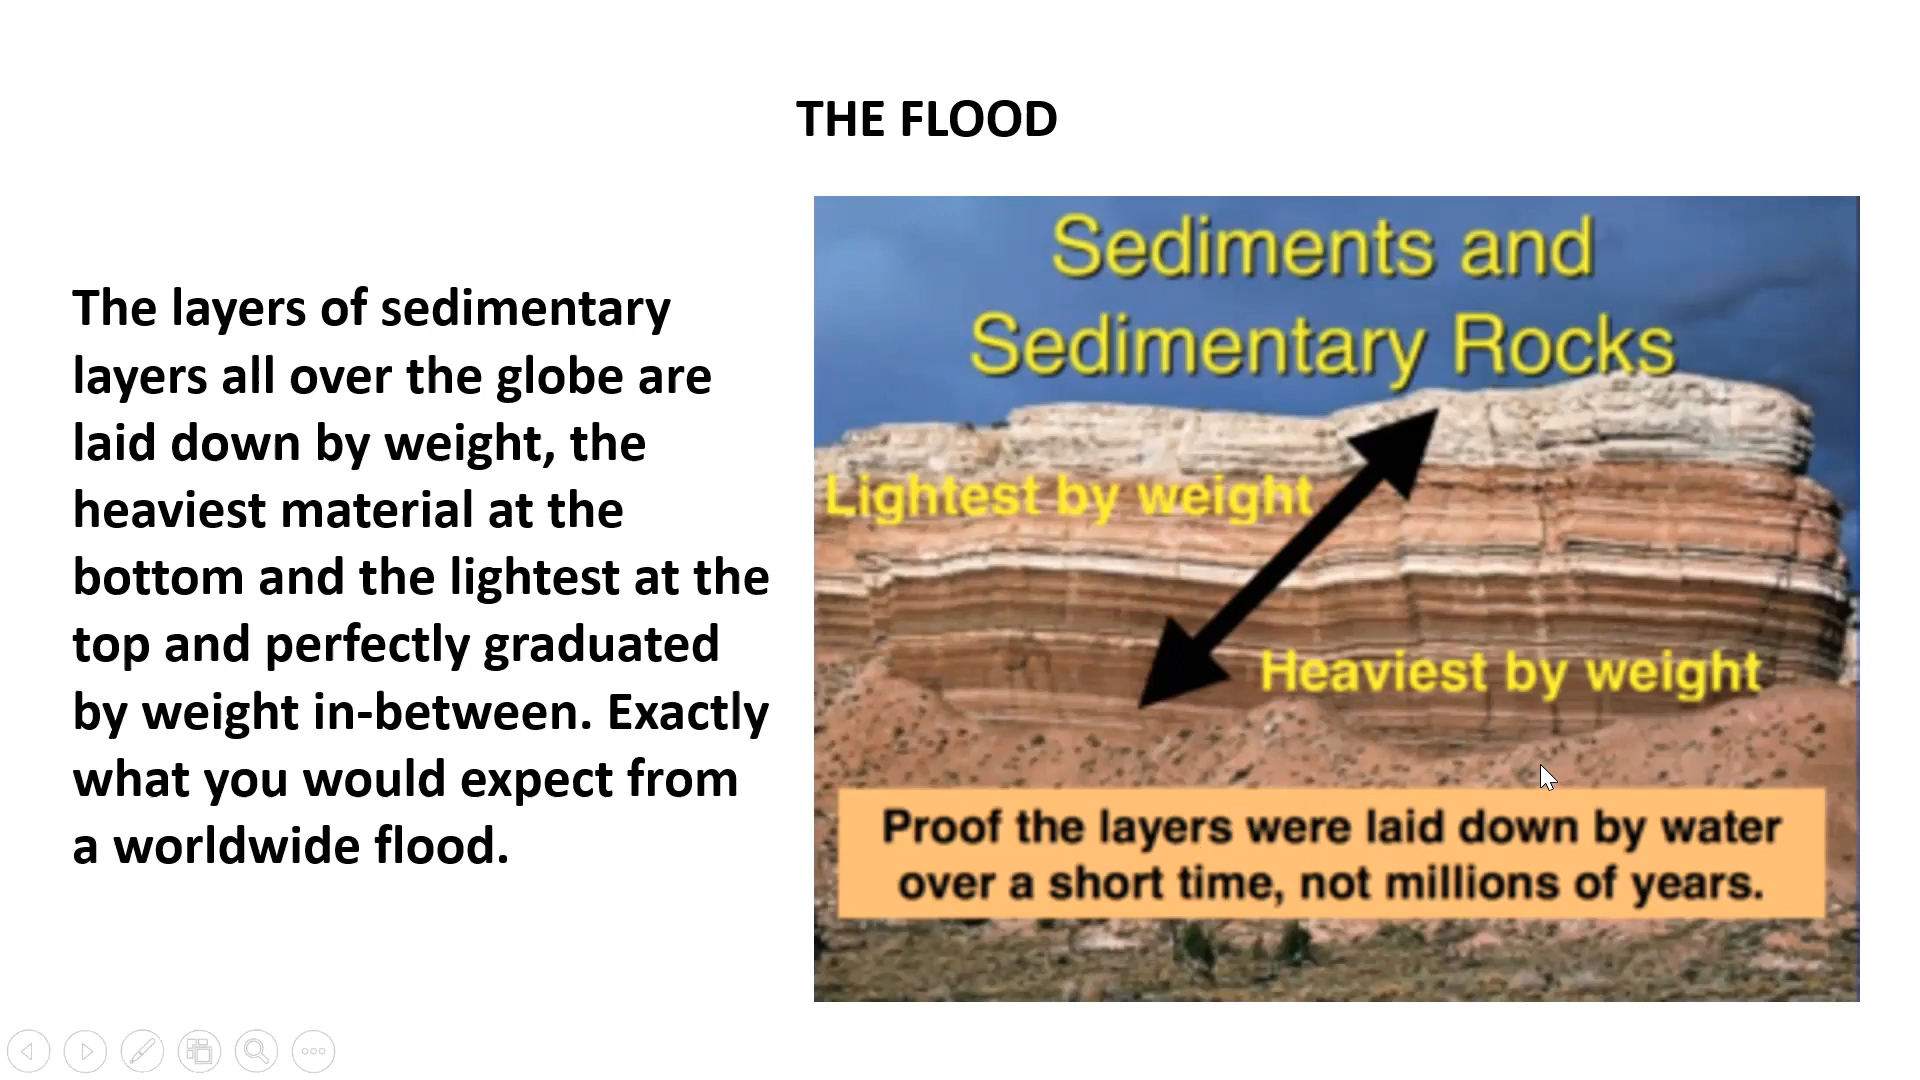 THE FLOOD
The layers of sedimentary
layers all over the globe are
laid down by weight, the
heaviest material at the
bottom and the lightest at the
top and perfectly graduated
by weight in-between. Exactly
what you would expect from
a worldwide flood.
Sediments and
Sedimentary Rocks
Lightest by weight
Heaviest by weight
Proof the layers were laid down by water
over a short time, not millions of years.